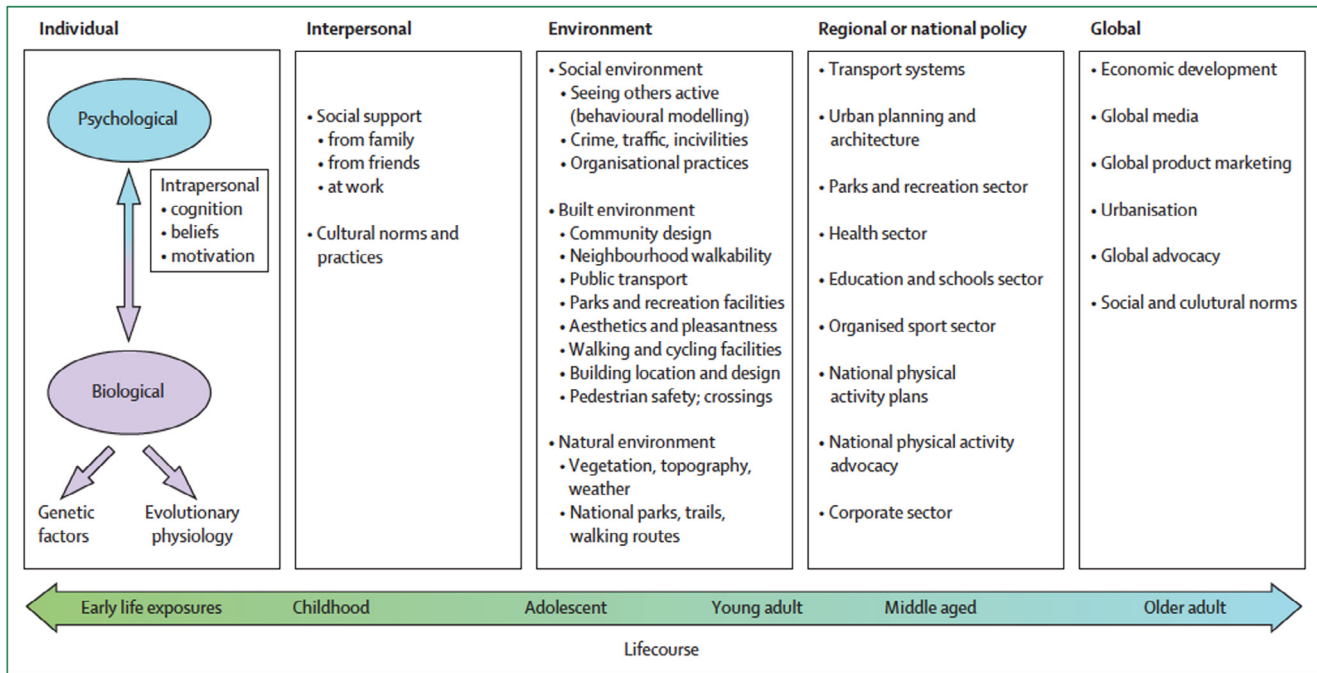 Individual
Psychological
Intrapersonal
• cognition
• beliefs
• motivation
Biological
Genetic
factors
Evolutionary
physiology
Interpersonal
• Social support
• from family
• from friends
• at work
• Cultural norms and
practices
Environment
• Social environment
• Seeing others active
(behavioural modelling)
• Crime, traffic, incivilities
• Organisational practices
• Built environment
• Community design
• Neighbourhood walkability
• Public transport
• Parks and recreation facilities
• Aesthetics and pleasantness
• Walking and cycling facilities
• Building location and design
• Pedestrian safety; crossings
• Natural environment
• Vegetation, topography,
weather
• National parks, trails,
walking routes
Regional or national policy
• Transport systems
• Urban planning and
architecture
• Parks and recreation sector
• Health sector
• Education and schools sector
• Organised sport sector
• National physical
activity plans
• National physical activity
advocacy
• Corporate sector
Global
• Economic development
• Global media
• Global product marketing
• Urbanisation
• Global advocacy
• Social and culutural norms
Early life exposures
Childhood
Adolescent
Young adult
Middle aged
Older adult
Lifecourse